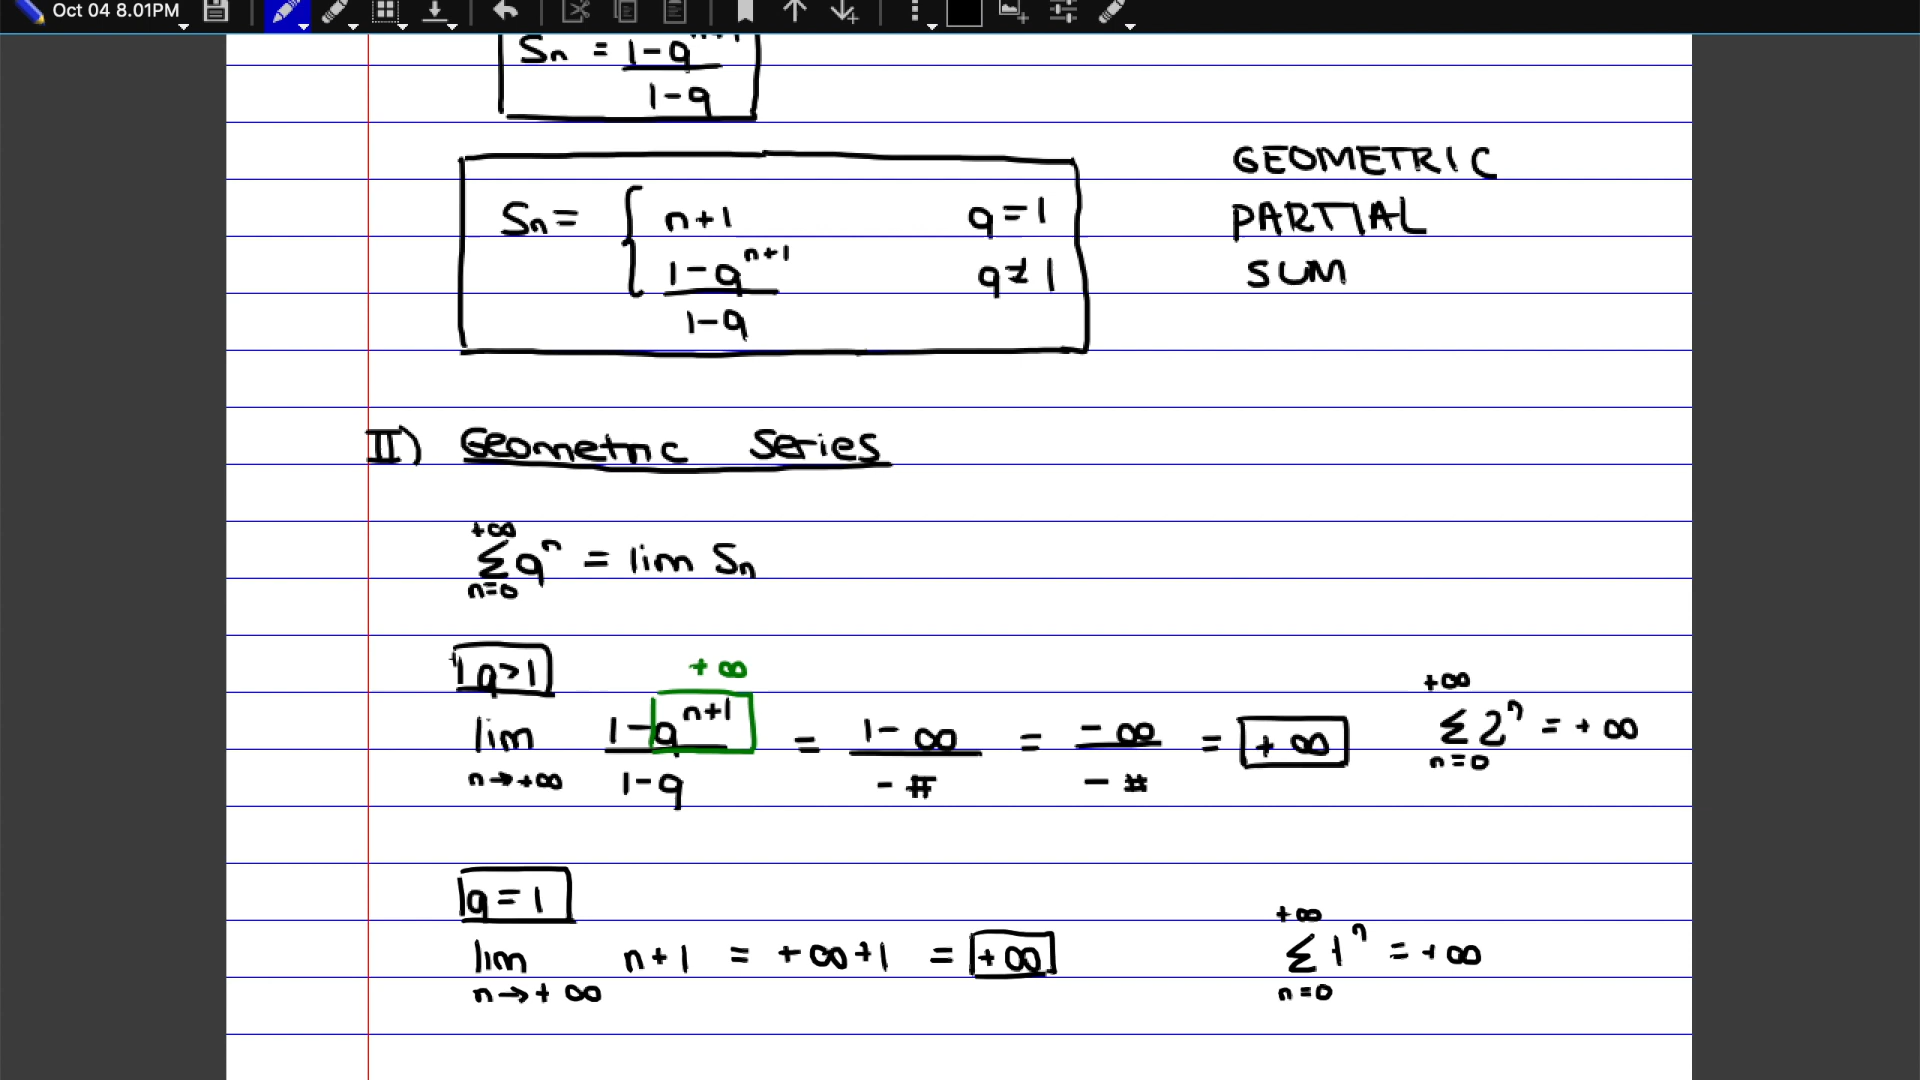 Oct 04 8.01PM
Sn = 1-q^n+1 / 1-q
Sn = { n+1 q=1
1-q^n+1 / 1-q q≠1
GEOMETRIC
PARTIAL
SUM
II) Geometric Series
+∞ Σ n=0 q^n = lim Sn
q>1
lim n→+∞ 1-q^n+1 / 1-q = 1-∞ / -# = -∞ / -# = +∞
+∞
+∞ Σ n=0 2^n = +∞
q=1
lim n→+∞ n+1 = +∞+1 = +∞
+∞ Σ n=0 1^n = +∞